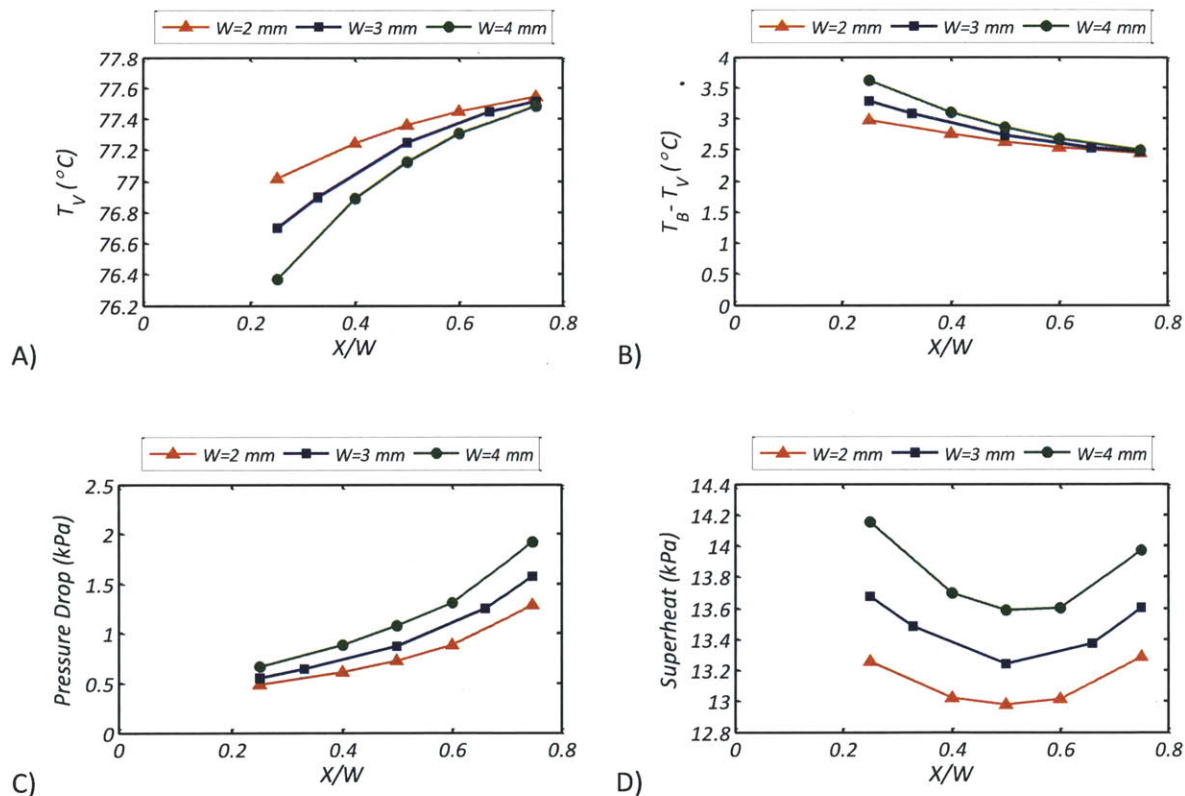 W=2 mm W=3 mm W=4 mm
77.8
77.6
77.4
77.2
77
76.8
76.6
76.4
76.2
0 0.2 0.4 0.6 0.8
T_V (°C)
X/W
A)
W=2 mm W=3 mm W=4 mm
4
3.5
3
2.5
2
1.5
1
0.5
0
0 0.2 0.4 0.6 0.8
T_B - T_V (°C)
X/W
B)
W=2 mm W=3 mm W=4 mm
2.5
2
1.5
1
0.5
0
0 0.2 0.4 0.6 0.8
Pressure Drop (kPa)
X/W
C)
W=2 mm W=3 mm W=4 mm
14.4
14.2
14
13.8
13.6
13.4
13.2
13
12.8
0 0.2 0.4 0.6 0.8
Superheat (kPa)
X/W
D)